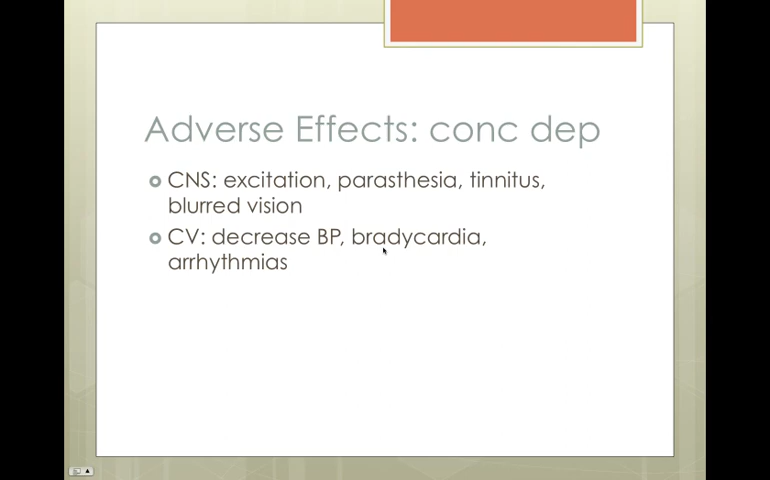 Adverse Effects: conc dep
CNS: excitation, parasthesia, tinnitus,
blurred vision
CV: decrease BP, bradycardia,
arrhythmias